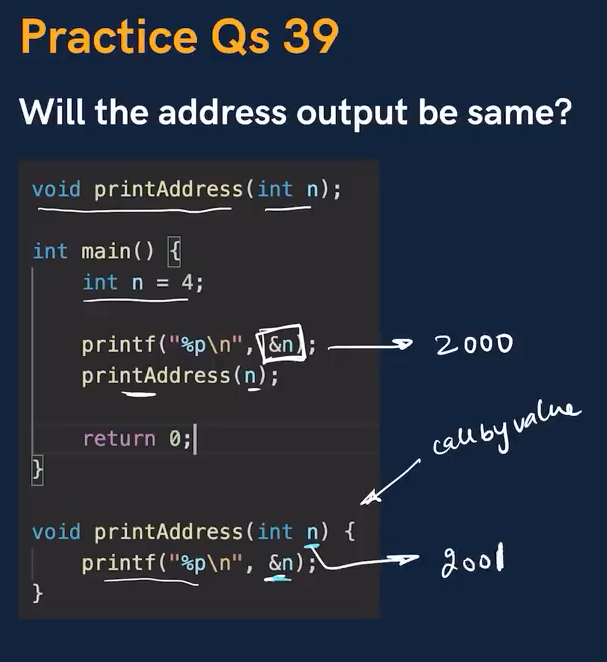 Practice Qs 39
Will the address output be same?
void printAddress(int n);
int main() {
int n = 4;
printf("%p\n", &n); 2000
printAddress(n);
return 0;
call by value
}
void printAddress(int n) {
printf("%p\n", &n); 2001
}